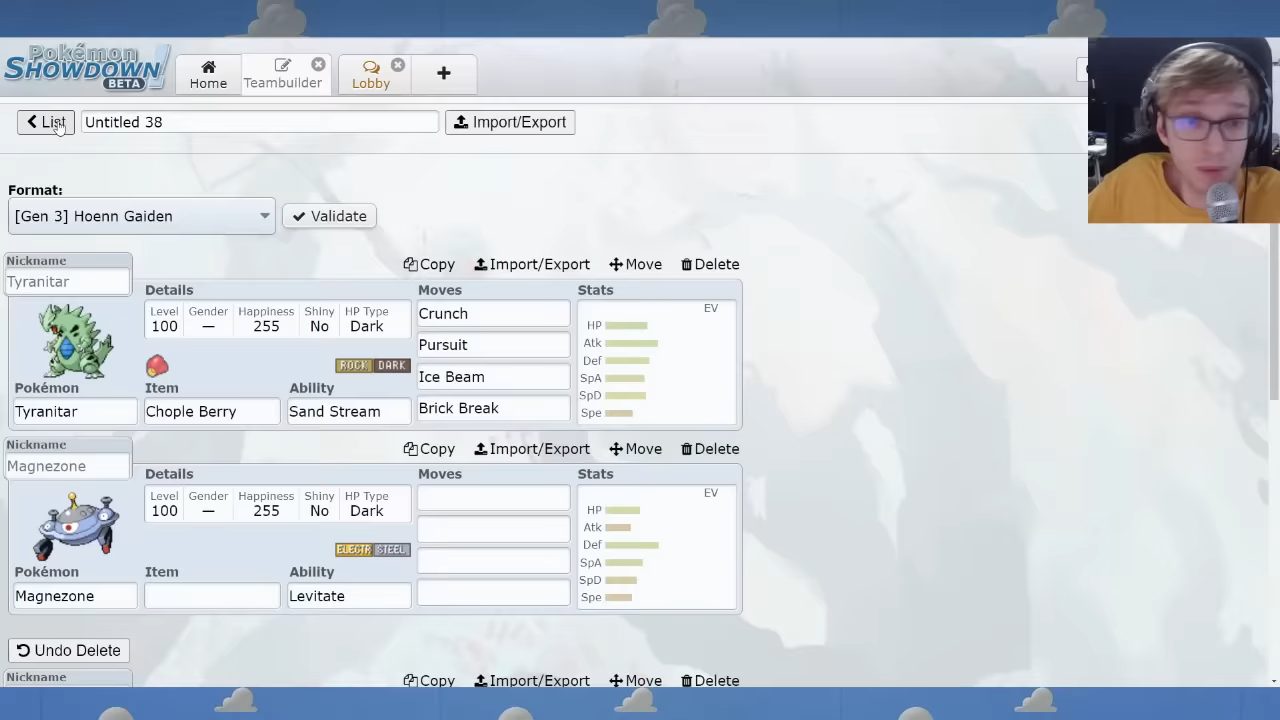 Pokémon
SHOWDOWN!
BETA
Home
Teambuilder
Lobby
List
Untitled 38
Import/Export
Format:
[Gen 3] Hoenn Gaiden
Validate
Nickname
Tyranitar
Copy Import/Export Move Delete
Details
Level Gender Happiness Shiny HP Type
100 — 255 No Dark
ROCK DARK
Pokémon Item Ability
Tyranitar Chople Berry Sand Stream
Moves
Crunch
Pursuit
Ice Beam
Brick Break
Stats
EV
HP
Atk
Def
SpA
SpD
Spe
Nickname
Magnezone
Copy Import/Export Move Delete
Details
Level Gender Happiness Shiny HP Type
100 — 255 No Dark
ELECTR STEEL
Pokémon Item Ability
Magnezone Levitate
Moves
Stats
EV
HP
Atk
Def
SpA
SpD
Spe
Undo Delete
Nickname
Copy Import/Export Move Delete